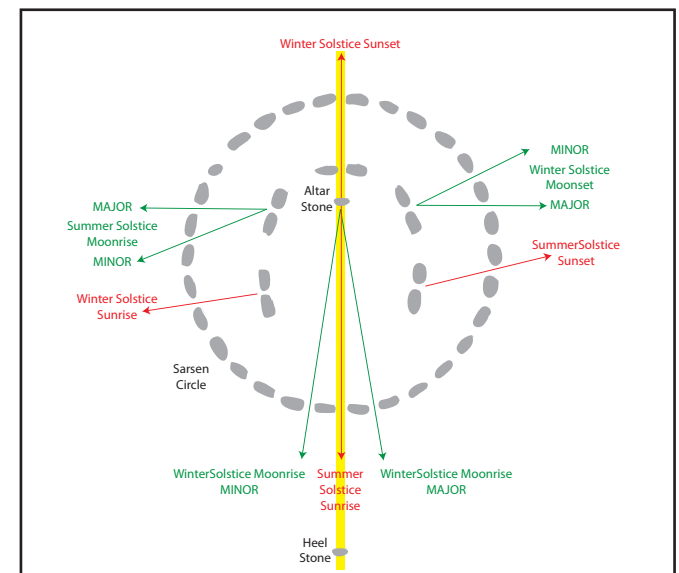 Winter Solstice Sunset
MINOR
Winter Solstice
Moonset
MAJOR
Altar
Stone
MAJOR
Summer Solstice
Moonrise
MINOR
SummerSolstice
Sunset
Winter Solstice
Sunrise
Sarsen
Circle
WinterSolstice Moonrise
MINOR
Summer
Solstice
Sunrise
WinterSolstice Moonrise
MAJOR
Heel
Stone